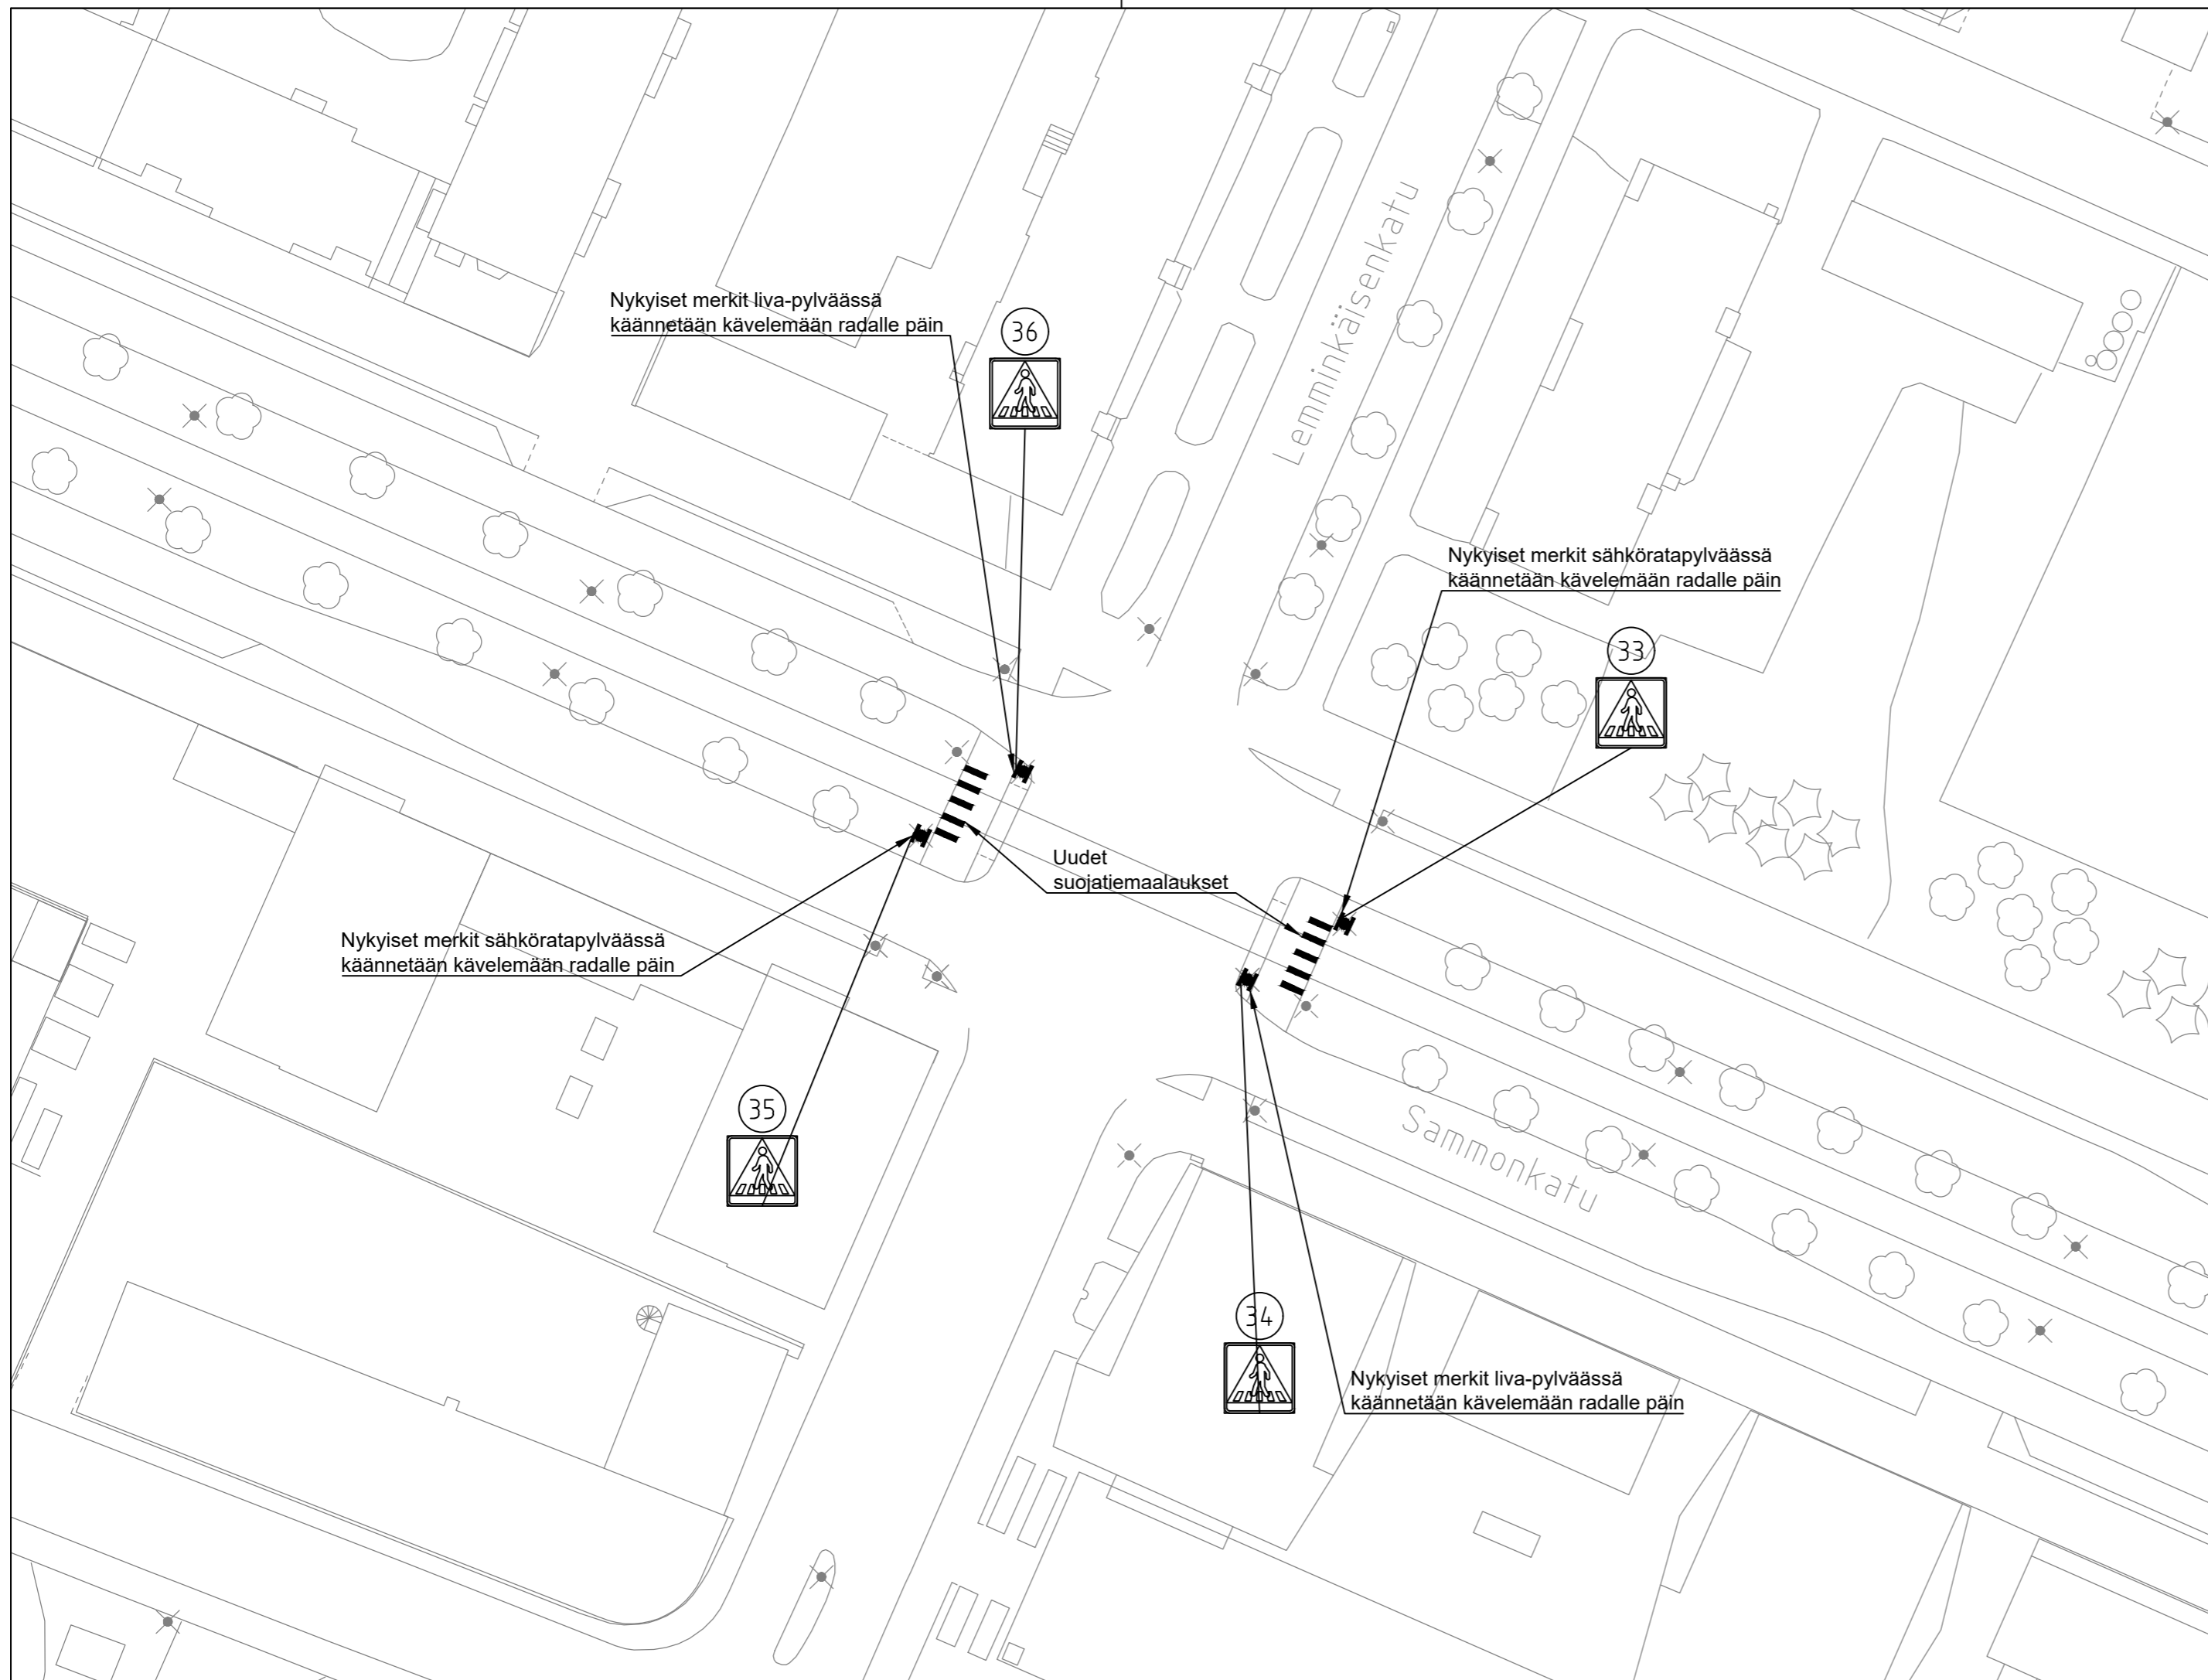 Lemminkäisenkatu
Nykyiset merkit liva-pylväässä
käännetään kävelemään radalle päin
36
Nykyiset merkit sähköratapylväässä
käännetään kävelemään radalle päin
33
Uudet
suojatiemaalaukset
Nykyiset merkit sähköratapylväässä
käännetään kävelemään radalle päin
35
Sammonkatu
34
Nykyiset merkit liva-pylväässä
käännetään kävelemään radalle päin